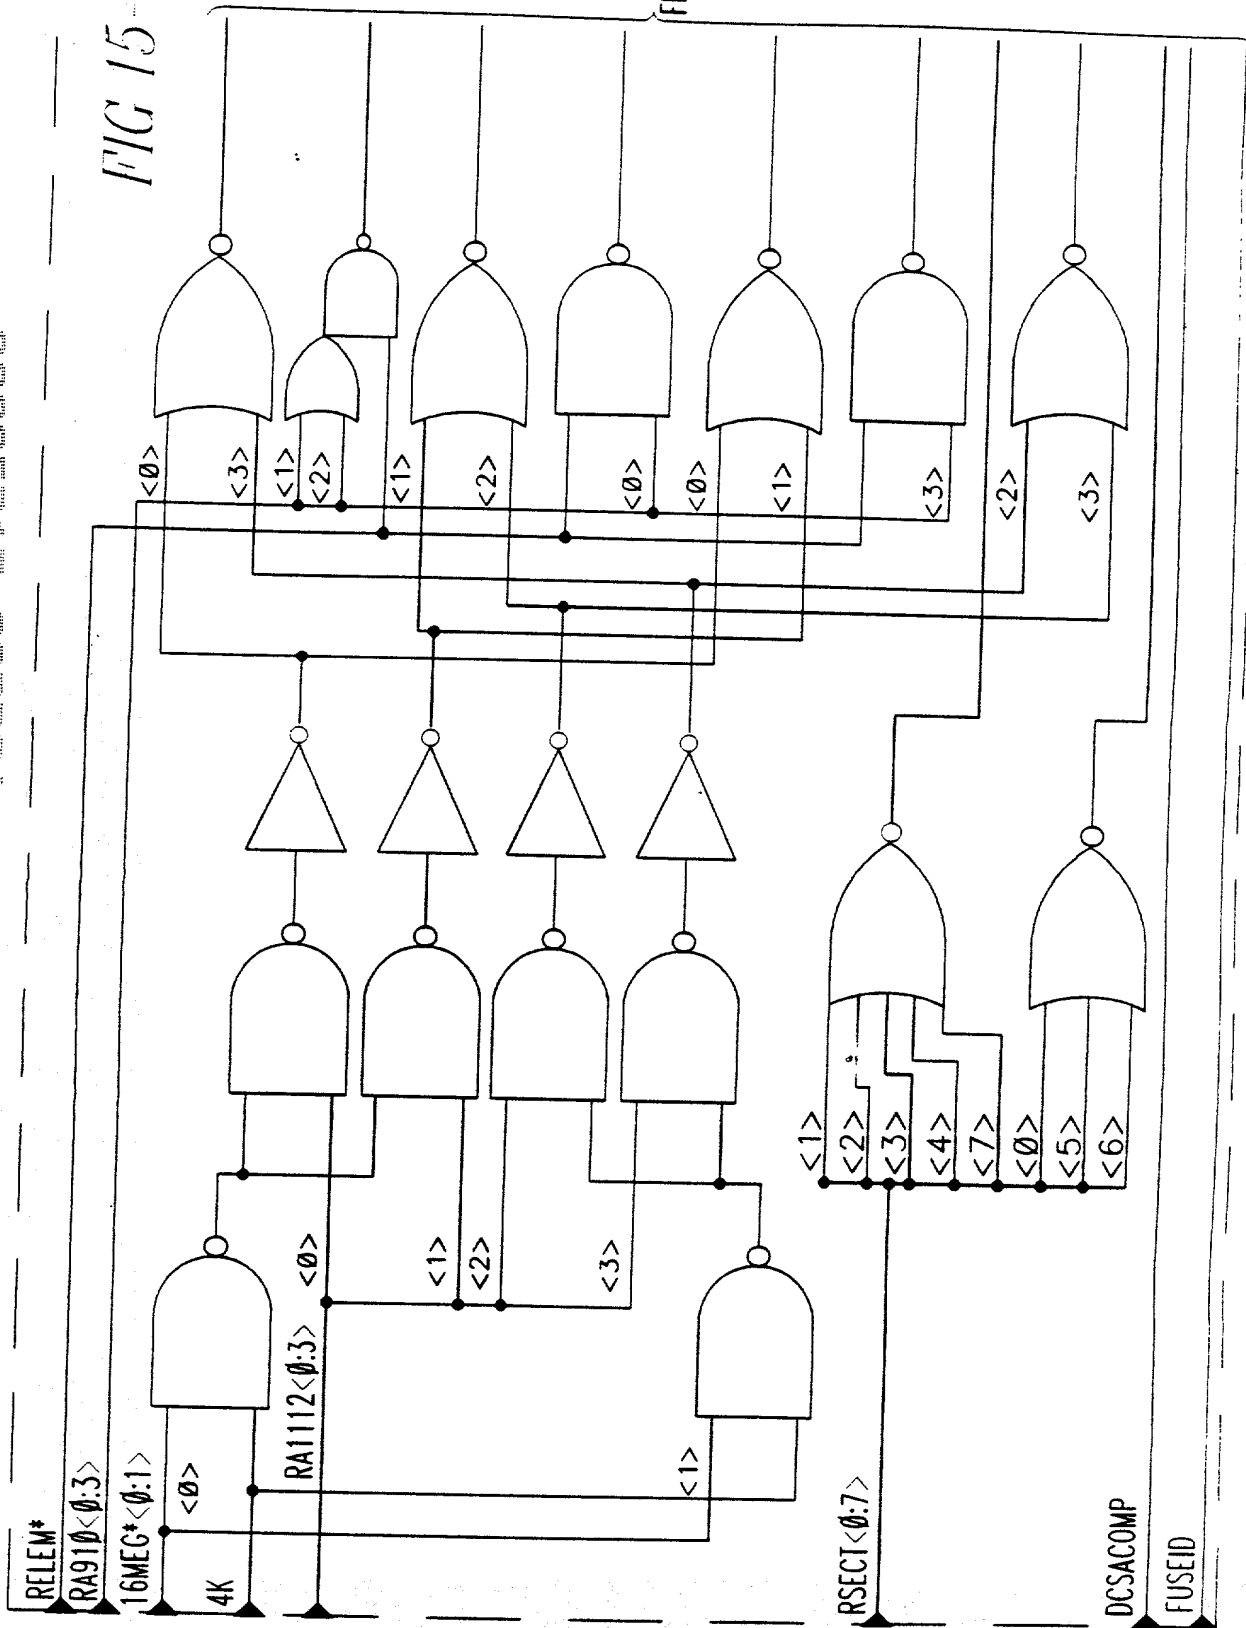 FIG 15
RELEM*
RA910<0:3>
16MEG*<0:1>
4K
RA1112<0:3>
RSECT<0:7>
DCSACOMP
FUSEID
<0>
<1>
<0>
<1>
<2>
<3>
<1>
<2>
<3>
<4>
<7>
<0>
<5>
<6>
<0>
<3>
<1>
<2>
<1>
<2>
<0>
<0>
<1>
<3>
<2>
<3>